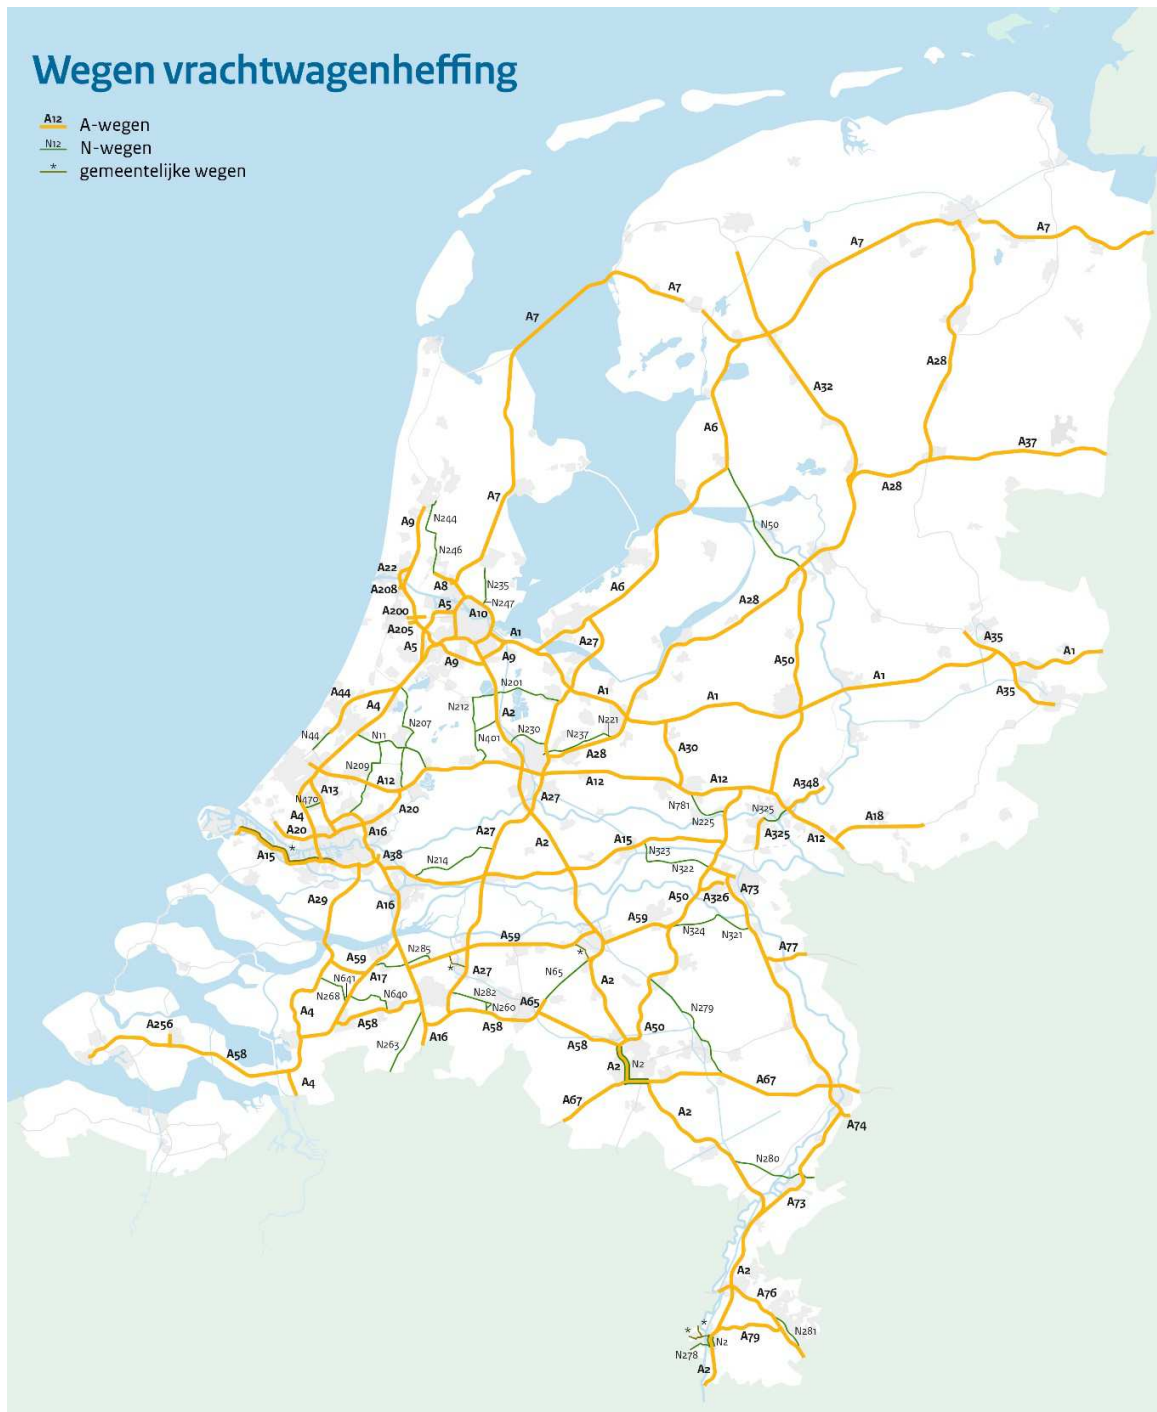 Wegen vrachtwagenheffing
A12 A-wegen
N12 N-wegen
* gemeentelijke wegen
A7
A7
A7
A7
A28
A32
A6
A37
A7
A28
A9
N244
N50
N246
A22
A8
A208
N235
A6
A5
N247
A28
A200
A10
A205
A1
A27
A35
A5
A9
A9
A1
A50
A1
N201
A44
A1
A1
A35
A4
N212
A2
N221
N207
N230
N44
N11
N401
N237
A30
A28
N209
A12
A12
A12
A348
A13
N470
A27
N781
N325
A4
A20
A18
A20
A16
N225
A27
A2
A15
A325
A12
*
A15
A38
N214
N323
N322
A73
A29
A16
A50
A326
A59
N324
N321
A59
A77
N285
*
A59
*
A27
N65
A17
N641
A2
N268
N640
N282
A65
N260
N279
A4
A58
A58
A50
A256
A16
A58
N263
A58
A2
N2
A67
A4
A67
A2
A74
N280
A73
A2
A76
*
*
N281
N2
A79
N278
A2